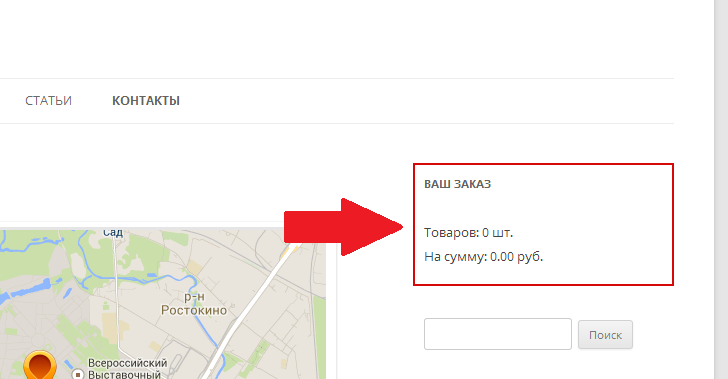 СТАТЬИ КОНТАКТЫ
ВАШ ЗАКАЗ
Товаров: 0 шт.
На сумму: 0.00 руб.
Поиск
Сад
р-н
Ростокино
Всероссийский
Выставочный